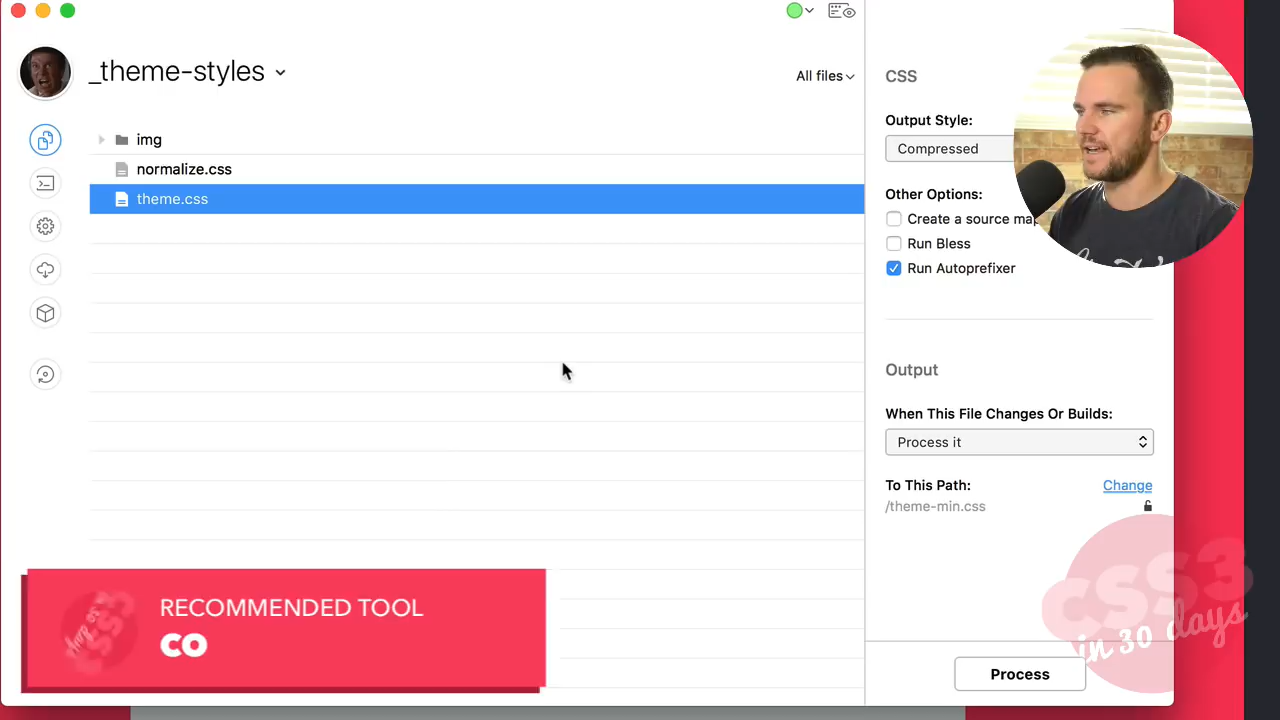 _theme-styles
All files
img
normalize.css
theme.css
CSS
Output Style:
Compressed
Other Options:
Create a source map
Run Bless
Run Autoprefixer
Output
When This File Changes Or Builds:
Process it
To This Path:
Change
/theme-min.css
Process
RECOMMENDED TOOL
CO
CSS3
in 30 days